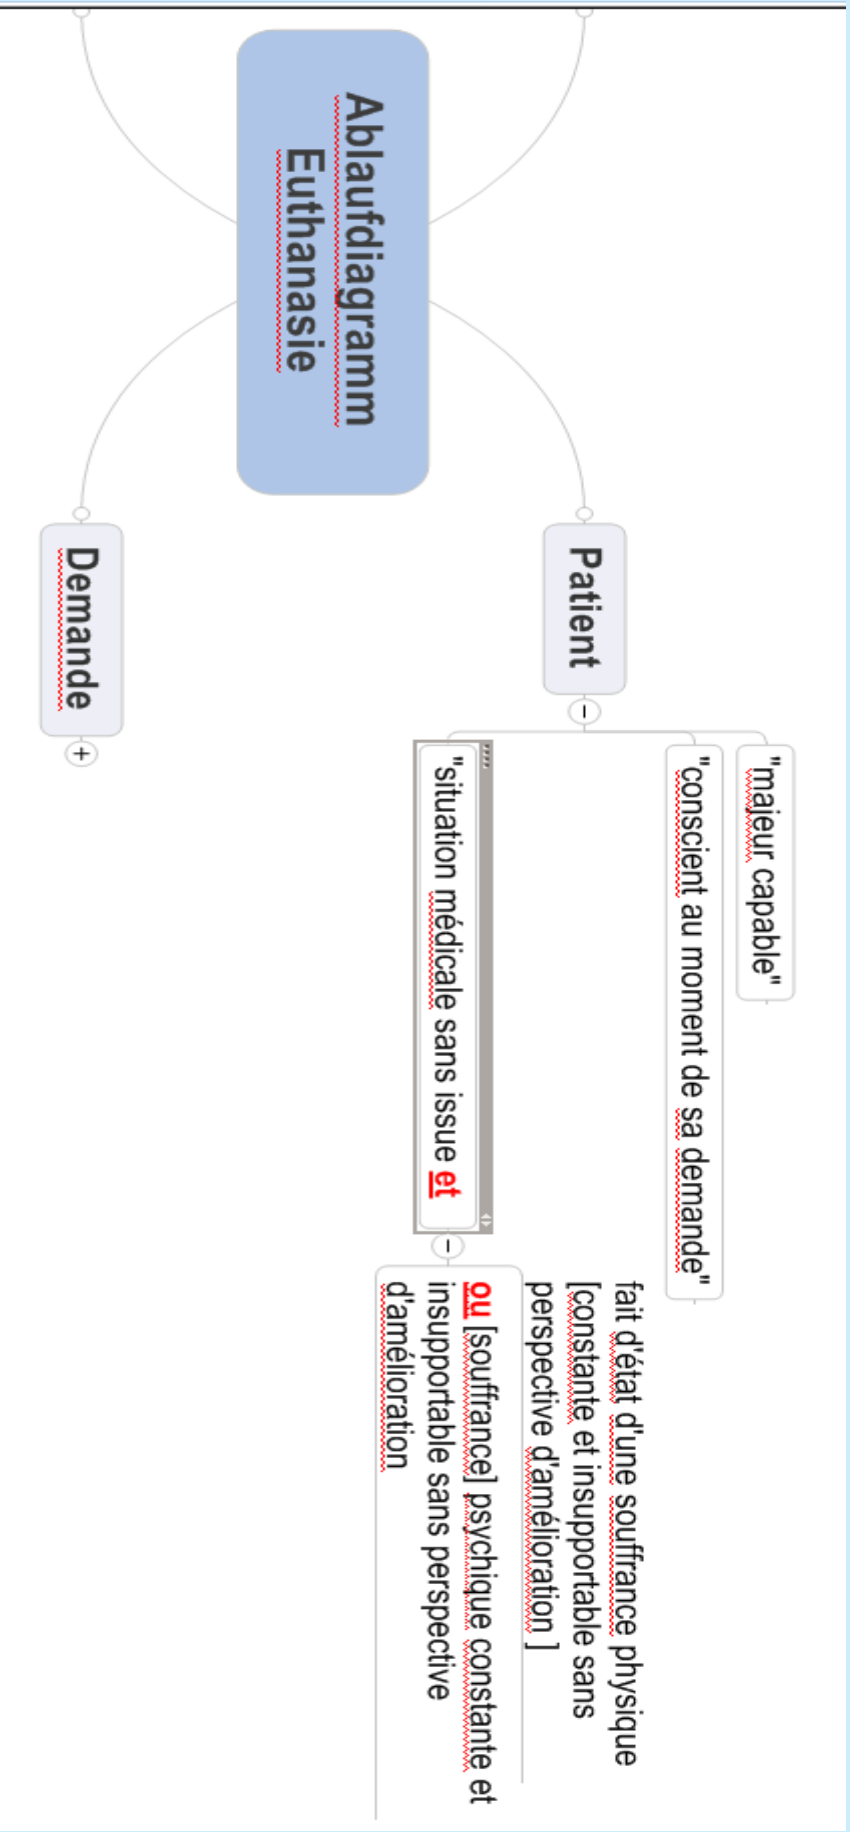 Ablaufdiagramm
Euthanasie
Patient
"majeur capable"
"conscient au moment de sa demande"
"situation médicale sans issue et
fait d'état d'une souffrance physique
[constante et insupportable sans
perspective d'amélioration ]
ou [souffrance] psychique constante et
insupportable sans perspective
d'amélioration
Demande